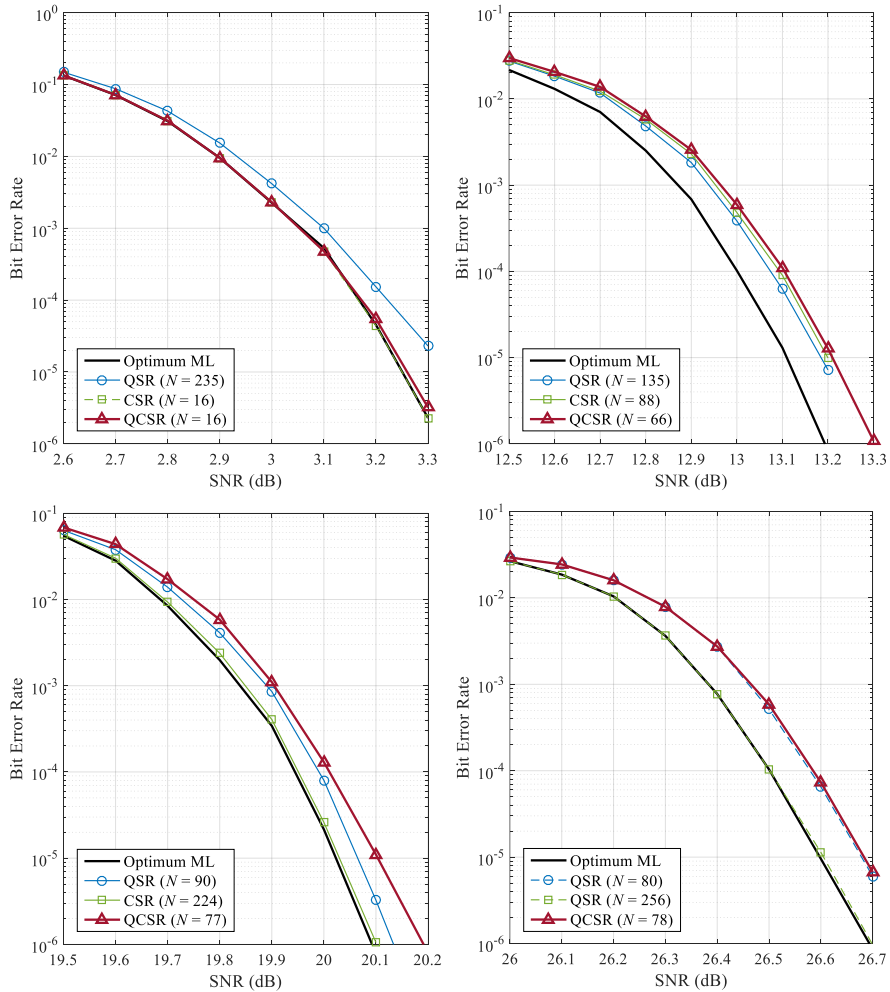 10^0
10^-1
10^-2
10^-3
10^-4
10^-5
10^-6
Bit Error Rate
Optimum ML
QSR (N = 235)
CSR (N = 16)
QCSR (N = 16)
2.6 2.7 2.8 2.9 3 3.1 3.2 3.3
SNR (dB)
10^-1
10^-2
10^-3
10^-4
10^-5
10^-6
Bit Error Rate
Optimum ML
QSR (N = 135)
CSR (N = 88)
QCSR (N = 66)
12.5 12.6 12.7 12.8 12.9 13 13.1 13.2 13.3
SNR (dB)
10^-1
10^-2
10^-3
10^-4
10^-5
10^-6
Bit Error Rate
Optimum ML
QSR (N = 90)
CSR (N = 224)
QCSR (N = 77)
19.5 19.6 19.7 19.8 19.9 20 20.1 20.2
SNR (dB)
10^-1
10^-2
10^-3
10^-4
10^-5
10^-6
Bit Error Rate
Optimum ML
QSR (N = 80)
QSR (N = 256)
QCSR (N = 78)
26 26.1 26.2 26.3 26.4 26.5 26.6 26.7
SNR (dB)